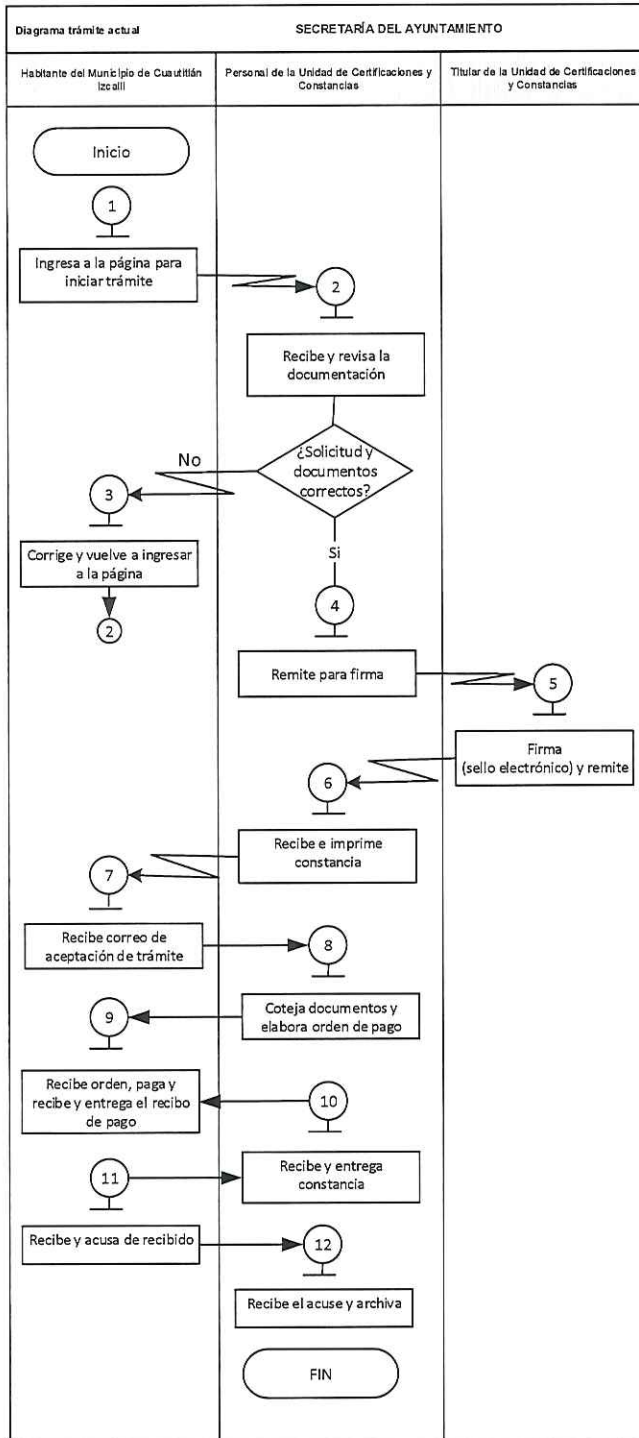 Diagrama trámite actual
SECRETARÍA DEL AYUNTAMIENTO
Habitante del Municipio de Cuautitlán
Izcalli
Personal de la Unidad de Certificaciones y
Constancias
Titular de la Unidad de Certificaciones
y Constancias
Inicio
1
Ingresa a la página para
iniciar trámite
2
Recibe y revisa la
documentación
¿Solicitud y
documentos
correctos?
No
3
Corrige y vuelve a ingresar
a la página
2
Si
4
Remite para firma
5
Firma
(sello electrónico) y remite
6
Recibe e imprime
constancia
7
Recibe correo de
aceptación de trámite
8
Coteja documentos y
elabora orden de pago
9
Recibe orden, paga y
recibe y entrega el recibo
de pago
10
Recibe y entrega
constancia
11
Recibe y acusa de recibido
12
Recibe el acuse y archiva
FIN